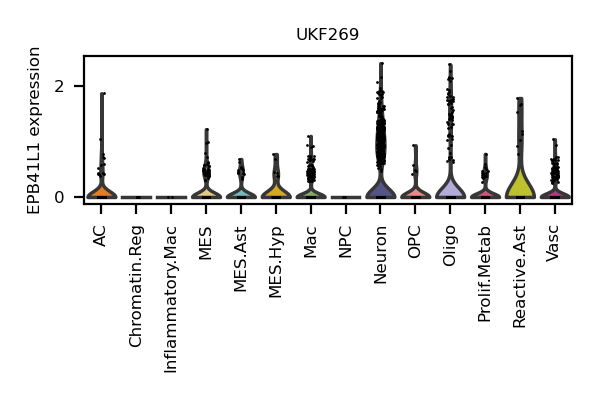 UKF269
EPB41L1 expression
2
0
AC
Chromatin.Reg
Inflammatory.Mac
MES
MES.Ast
MES.Hyp
Mac
NPC
Neuron
OPC
Oligo
Prolif.Metab
Reactive.Ast
Vasc